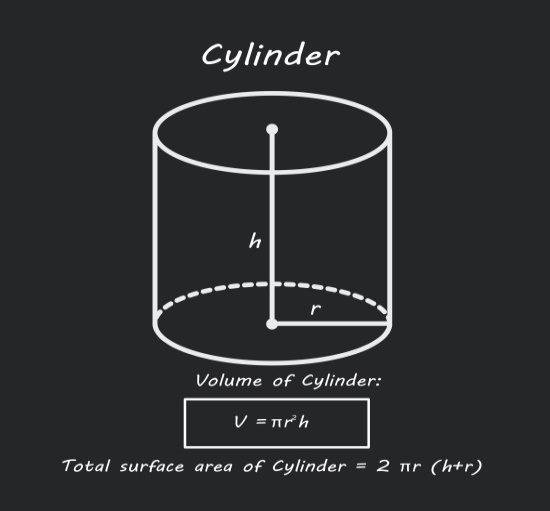 Cylinder
h
r
Volume of Cylinder:
V = πr²h
Total surface area of Cylinder = 2 πr (h+r)